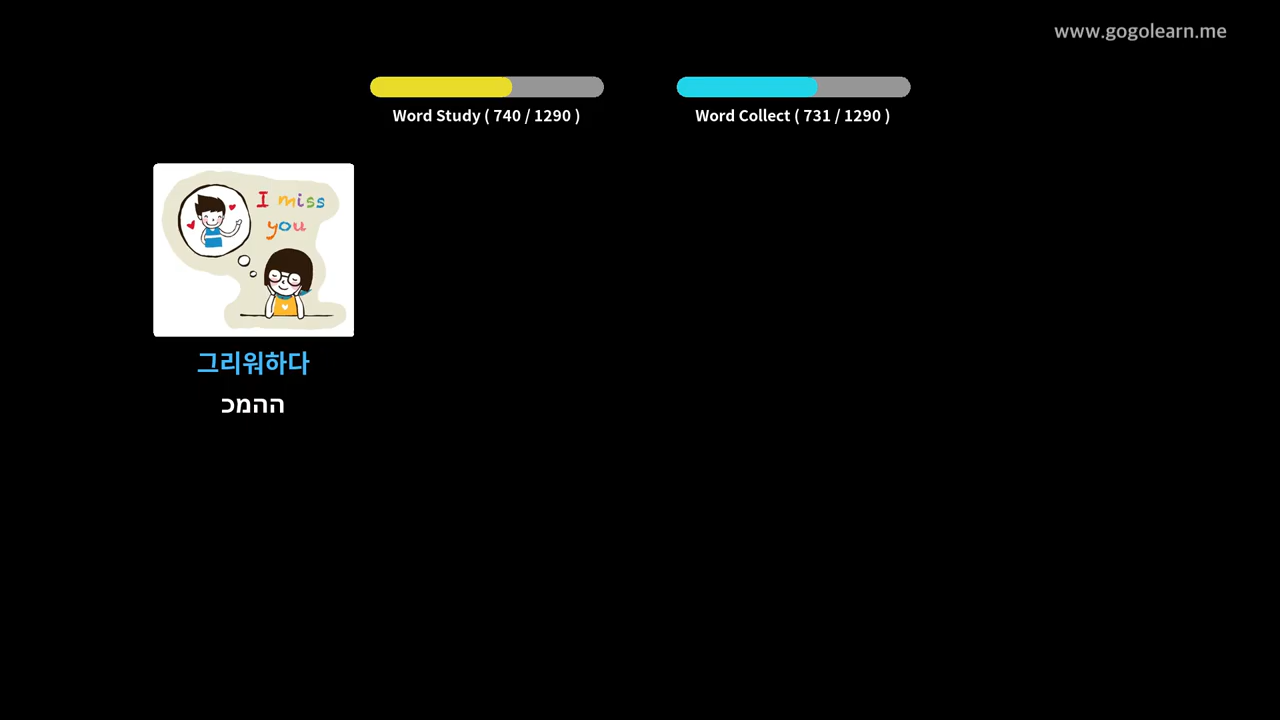 www.gogolearn.me
Word Study ( 740 / 1290 )
Word Collect ( 731 / 1290 )
I miss
you
그리워하다
ההמכ